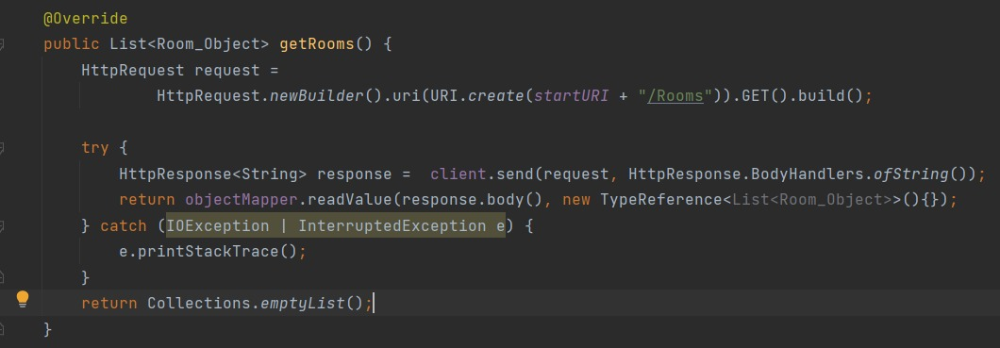 @Override
public List<Room_Object> getRooms() {
    HttpRequest request =
            HttpRequest.newBuilder().uri(URI.create(startURI + "/Rooms")).GET().build();

    try {
        HttpResponse<String> response =  client.send(request, HttpResponse.BodyHandlers.ofString());
        return objectMapper.readValue(response.body(), new TypeReference<List<Room_Object>>(){});
    } catch (IOException | InterruptedException e) {
        e.printStackTrace();
    }
    return Collections.emptyList();
}